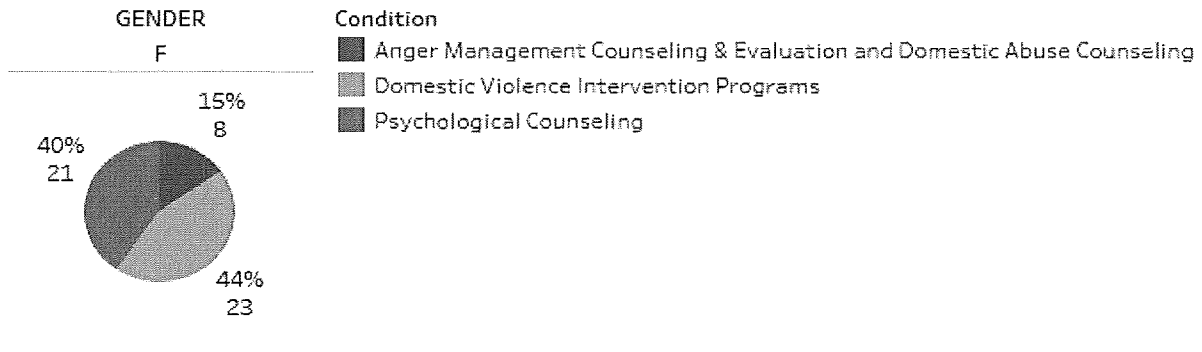 GENDER
F
15%
8
40%
21
44%
23
Condition
Anger Management Counseling & Evaluation and Domestic Abuse Counseling
Domestic Violence Intervention Programs
Psychological Counseling